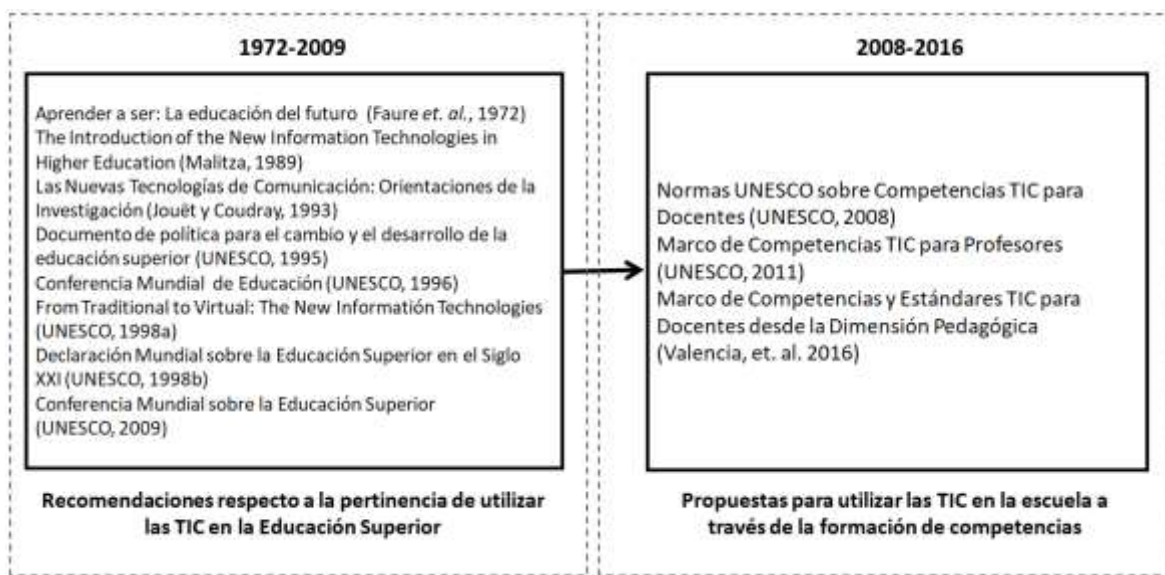 1972-2009
Aprender a ser: La educación del futuro (Faure et. al., 1972)
The Introduction of the New Information Technologies in
Higher Education (Malitza, 1989)
Las Nuevas Tecnologías de Comunicación: Orientaciones de la
Investigación (Jouët y Coudray, 1993)
Documento de política para el cambio y el desarrollo de la
educación superior (UNESCO, 1995)
Conferencia Mundial de Educación (UNESCO, 1996)
From Traditional to Virtual: The New Informatión Technologies
(UNESCO, 1998a)
Declaración Mundial sobre la Educación Superior en el Siglo
XXI (UNESCO, 1998b)
Conferencia Mundial sobre la Educación Superior
(UNESCO, 2009)
Recomendaciones respecto a la pertinencia de utilizar
las TIC en la Educación Superior
2008-2016
Normas UNESCO sobre Competencias TIC para
Docentes (UNESCO, 2008)
Marco de Competencias TIC para Profesores
(UNESCO, 2011)
Marco de Competencias y Estándares TIC para
Docentes desde la Dimensión Pedagógica
(Valencia, et. al. 2016)
Propuestas para utilizar las TIC en la escuela a
través de la formación de competencias